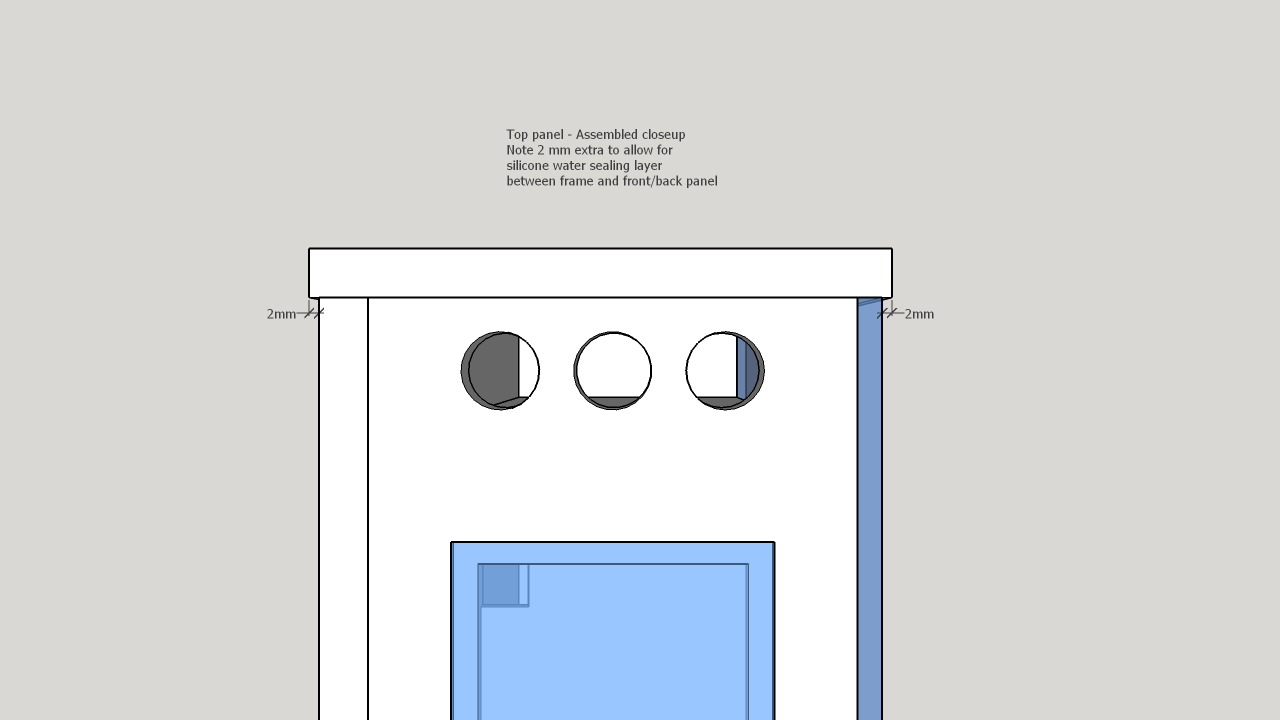 Top panel - Assembled closeup
Note 2 mm extra to allow for
silicone water sealing layer
between frame and front/back panel
2mm
2mm